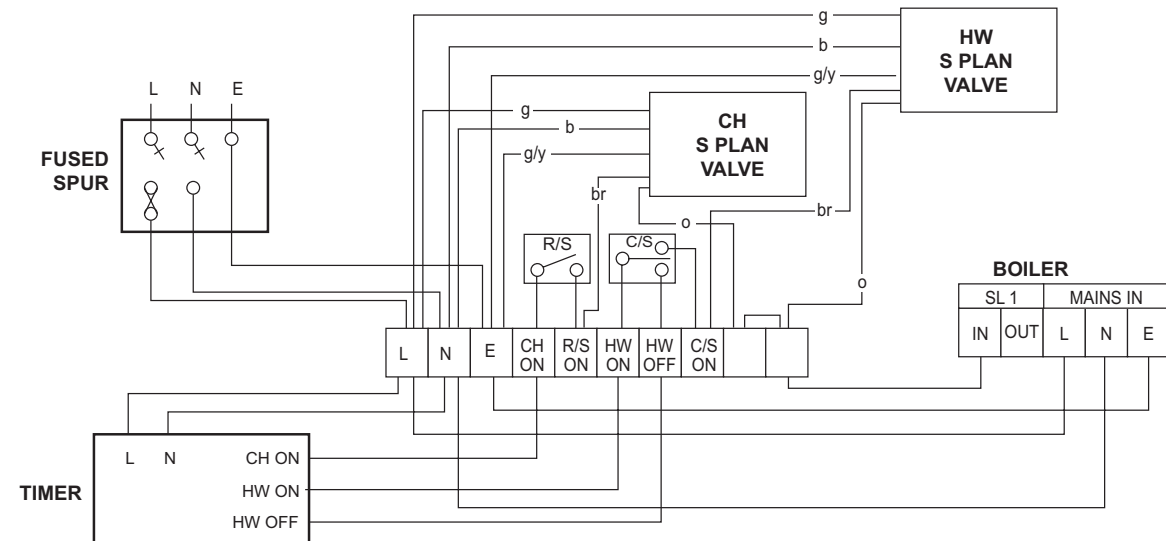 g
HW
S PLAN
VALVE
b
g/y
L N E
g
CH
S PLAN
VALVE
b
FUSED
SPUR
g/y
br
br
o
R/S
C/S
BOILER
o
SL 1 MAINS IN
IN OUT L N E
L N E CH ON R/S ON HW ON HW OFF C/S ON
L N CH ON
TIMER
HW ON
HW OFF